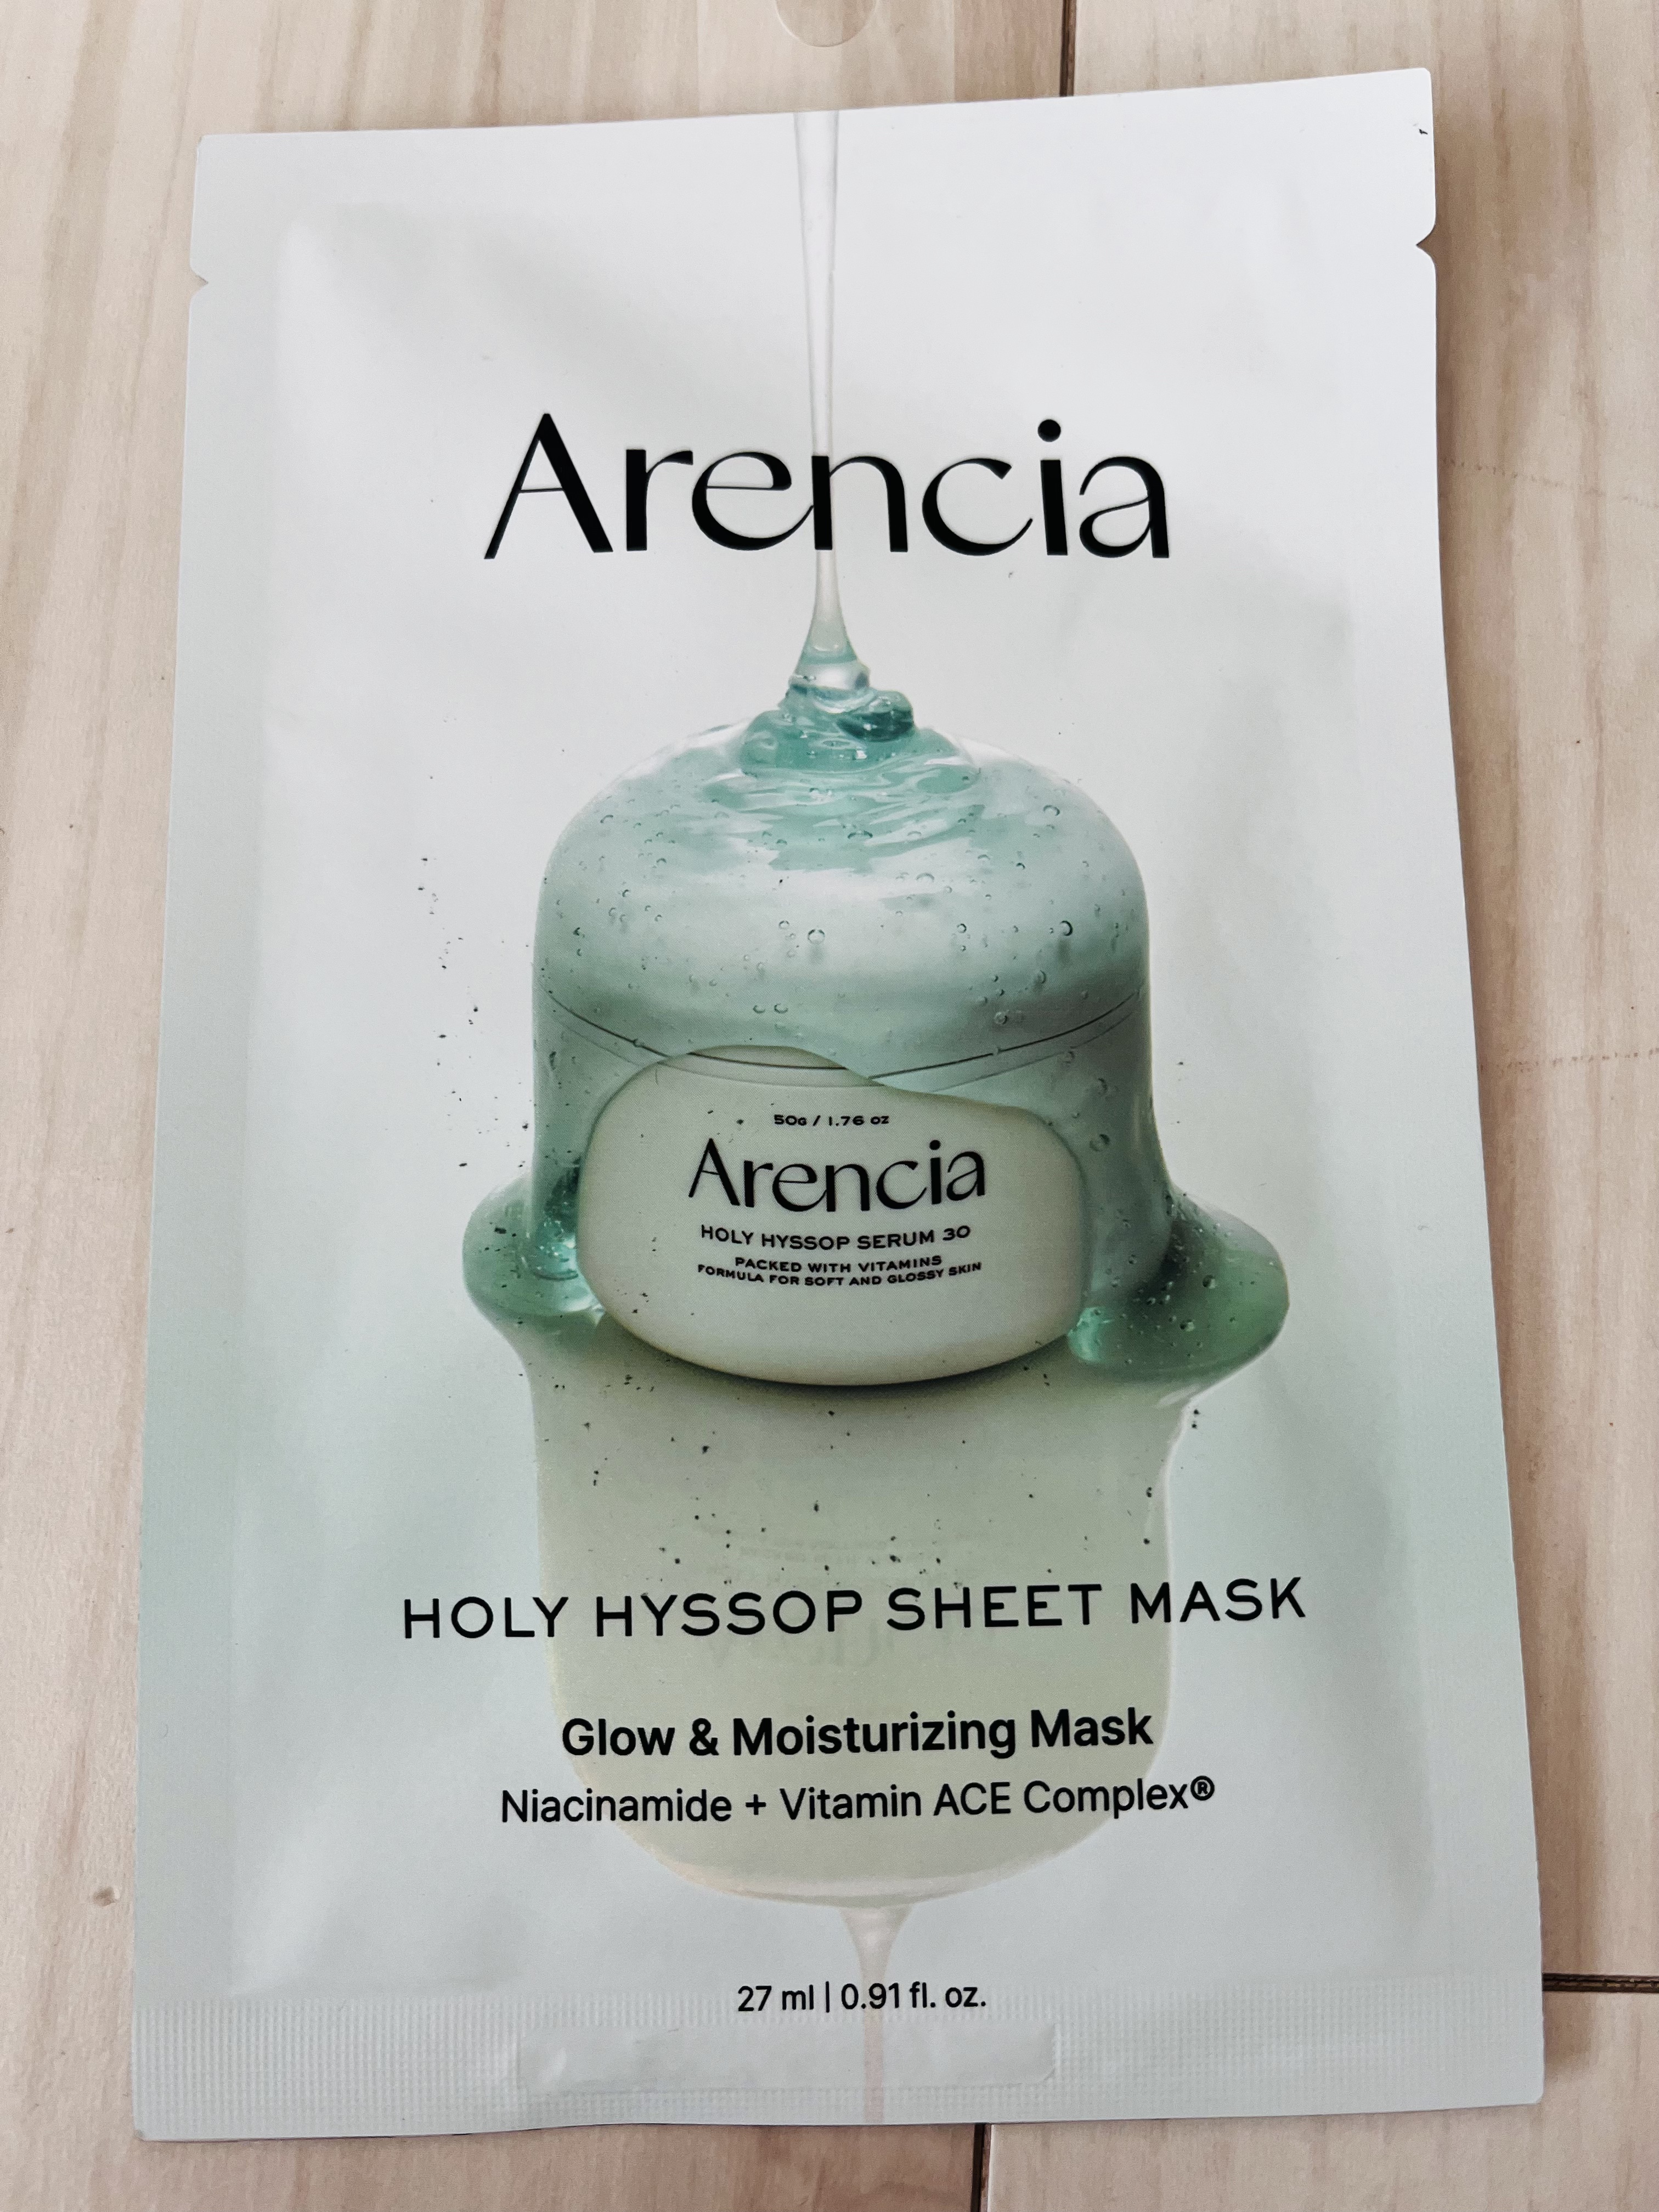 Arencia
50G / 1.76 OZ
Arencia
HOLY HYSSOP SERUM 30
PACKED WITH VITAMINS
FORMULA FOR SOFT AND GLOSSY SKIN
HOLY HYSSOP SHEET MASK
Glow & Moisturizing Mask
Niacinamide + Vitamin ACE Complex®
27 ml | 0.91 fl. oz.